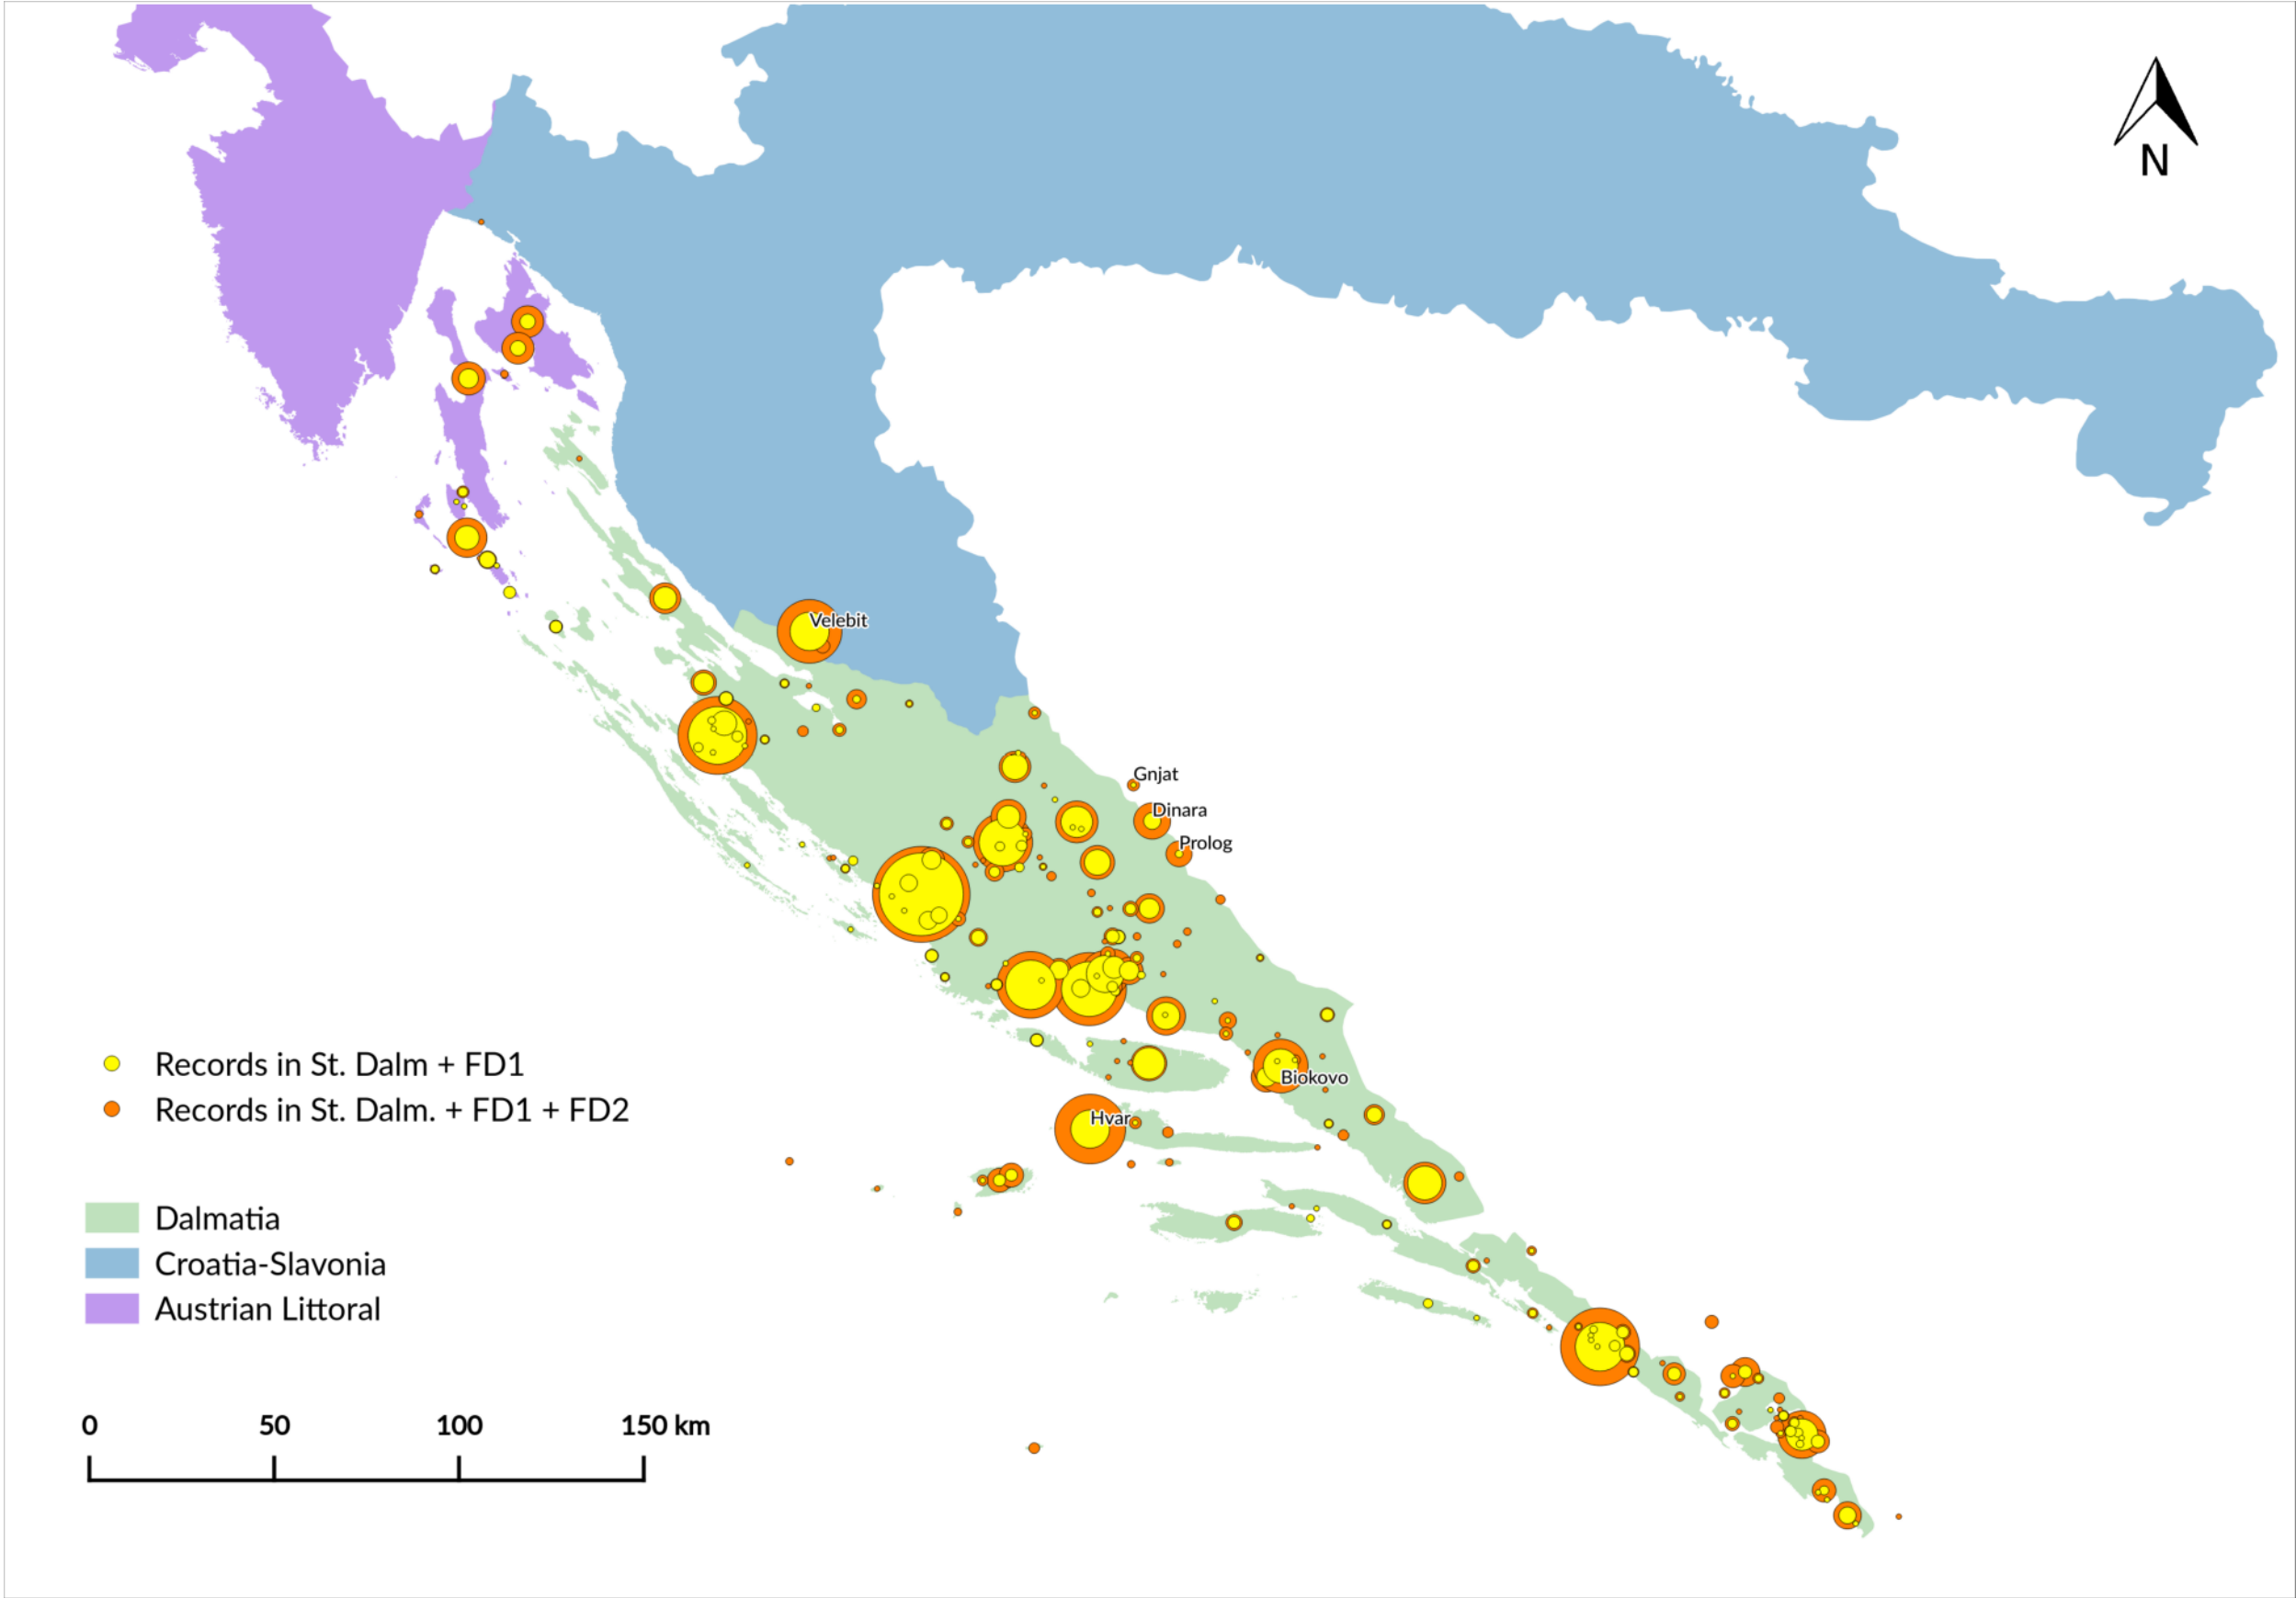 N
Velebit
Gnjat
Dinara
Prolog
Biokovo
Hvar
Records in St. Dalm + FD1
Records in St. Dalm. + FD1 + FD2
Dalmatia
Croatia-Slavonia
Austrian Littoral
0 50 100 150 km